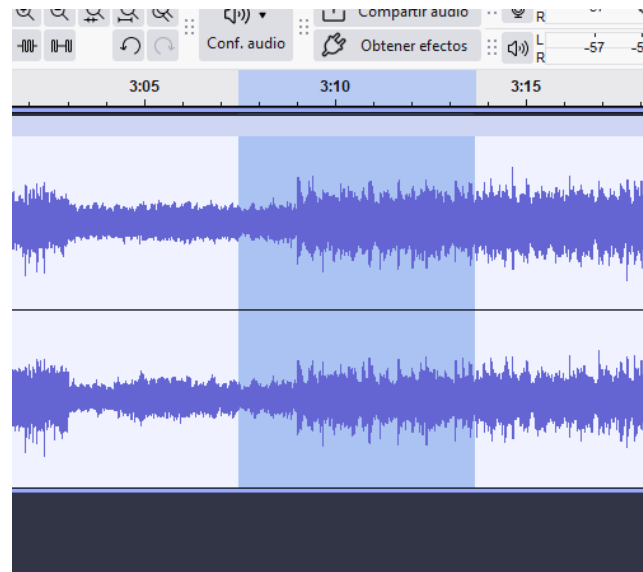 Compartir audio
R
Conf. audio
Obtener efectos
L
R
-57
3:05
3:10
3:15